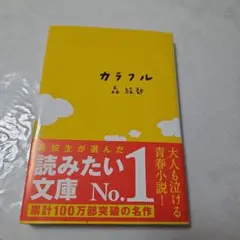 カラフル
森 絵都
高校生が選んだ
読みたい
文庫 No.1
累計100万部突破の名作
大人も泣ける
青春小説!